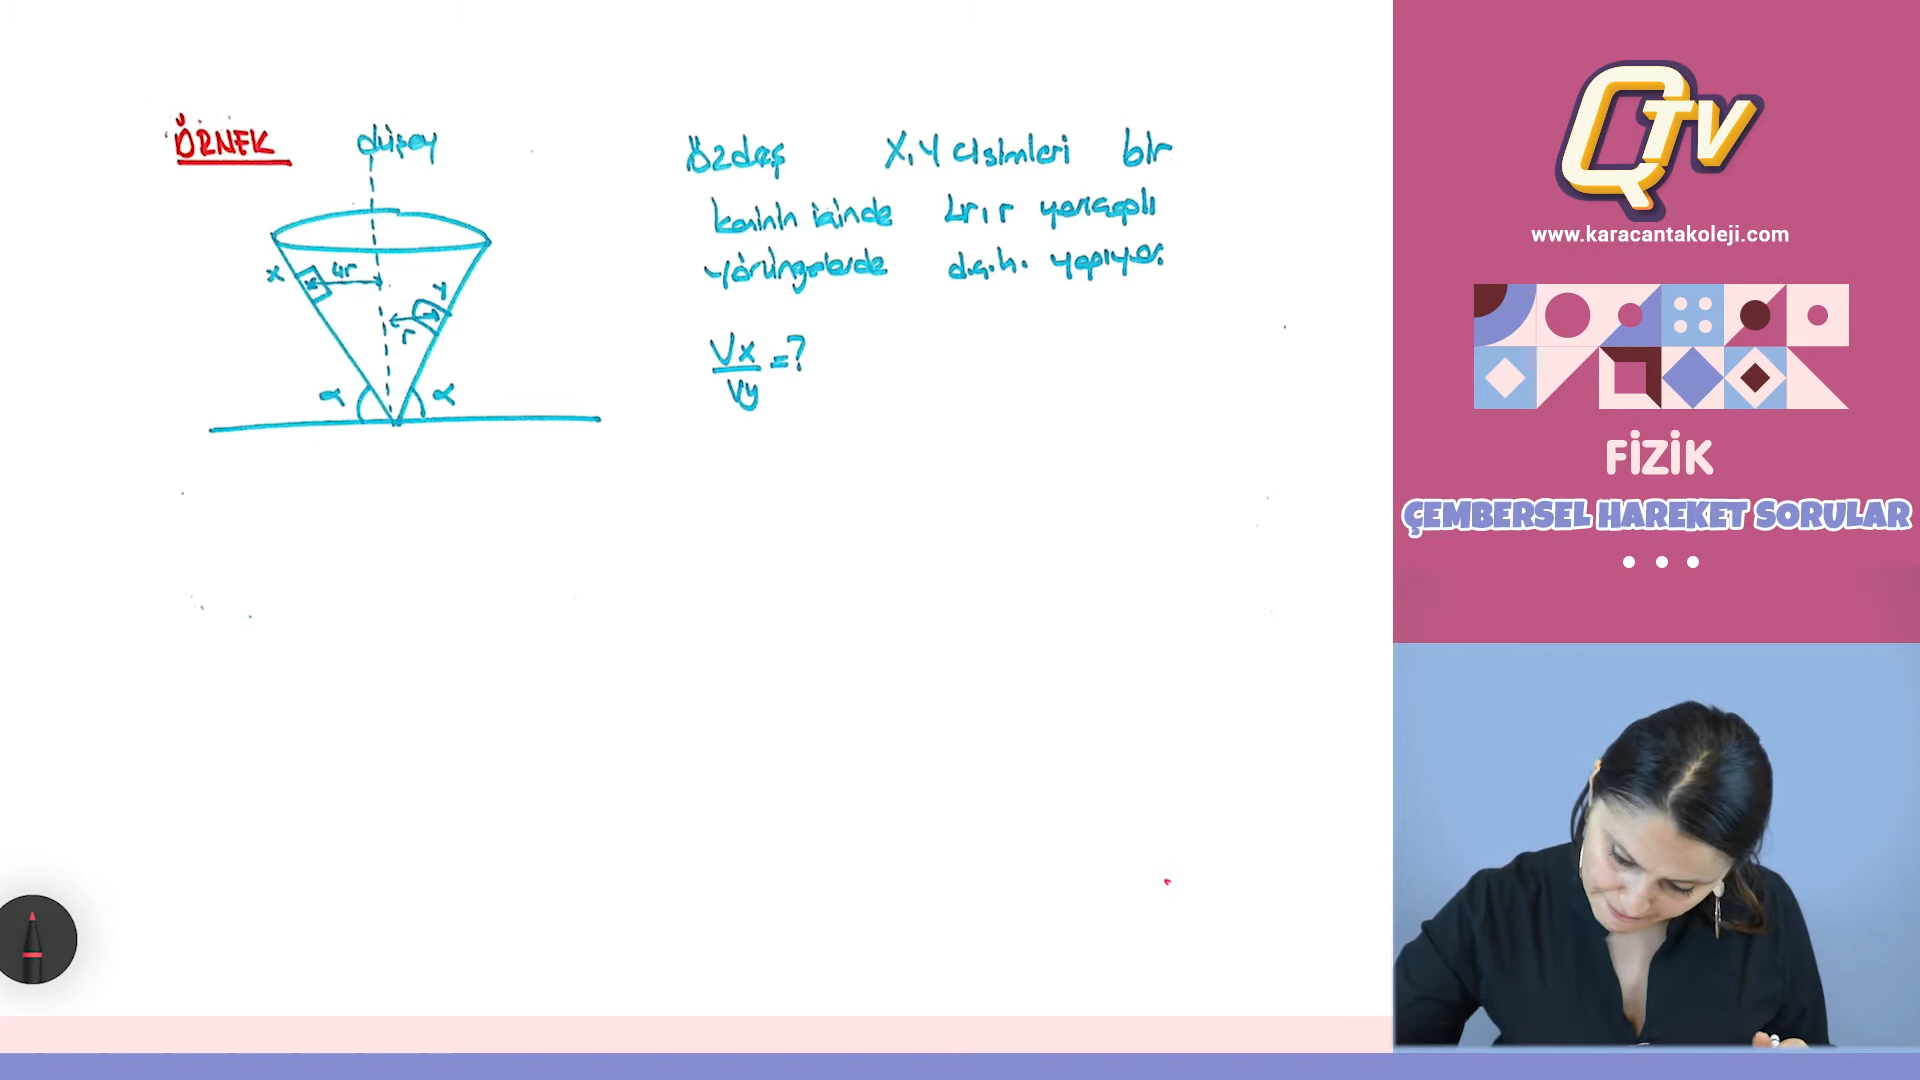 ÖRNEK
düşey
x
4r
y
r
α
α
Özdeş X,Y cisimleri bir
koninin içinde 4r,r yarıçaplı
yörüngelerde d.ç.h. yapıyor.
Vx
Vy
=?
QTV
www.karacantakoleji.com
FİZİK
ÇEMBERSEL HAREKET SORULAR